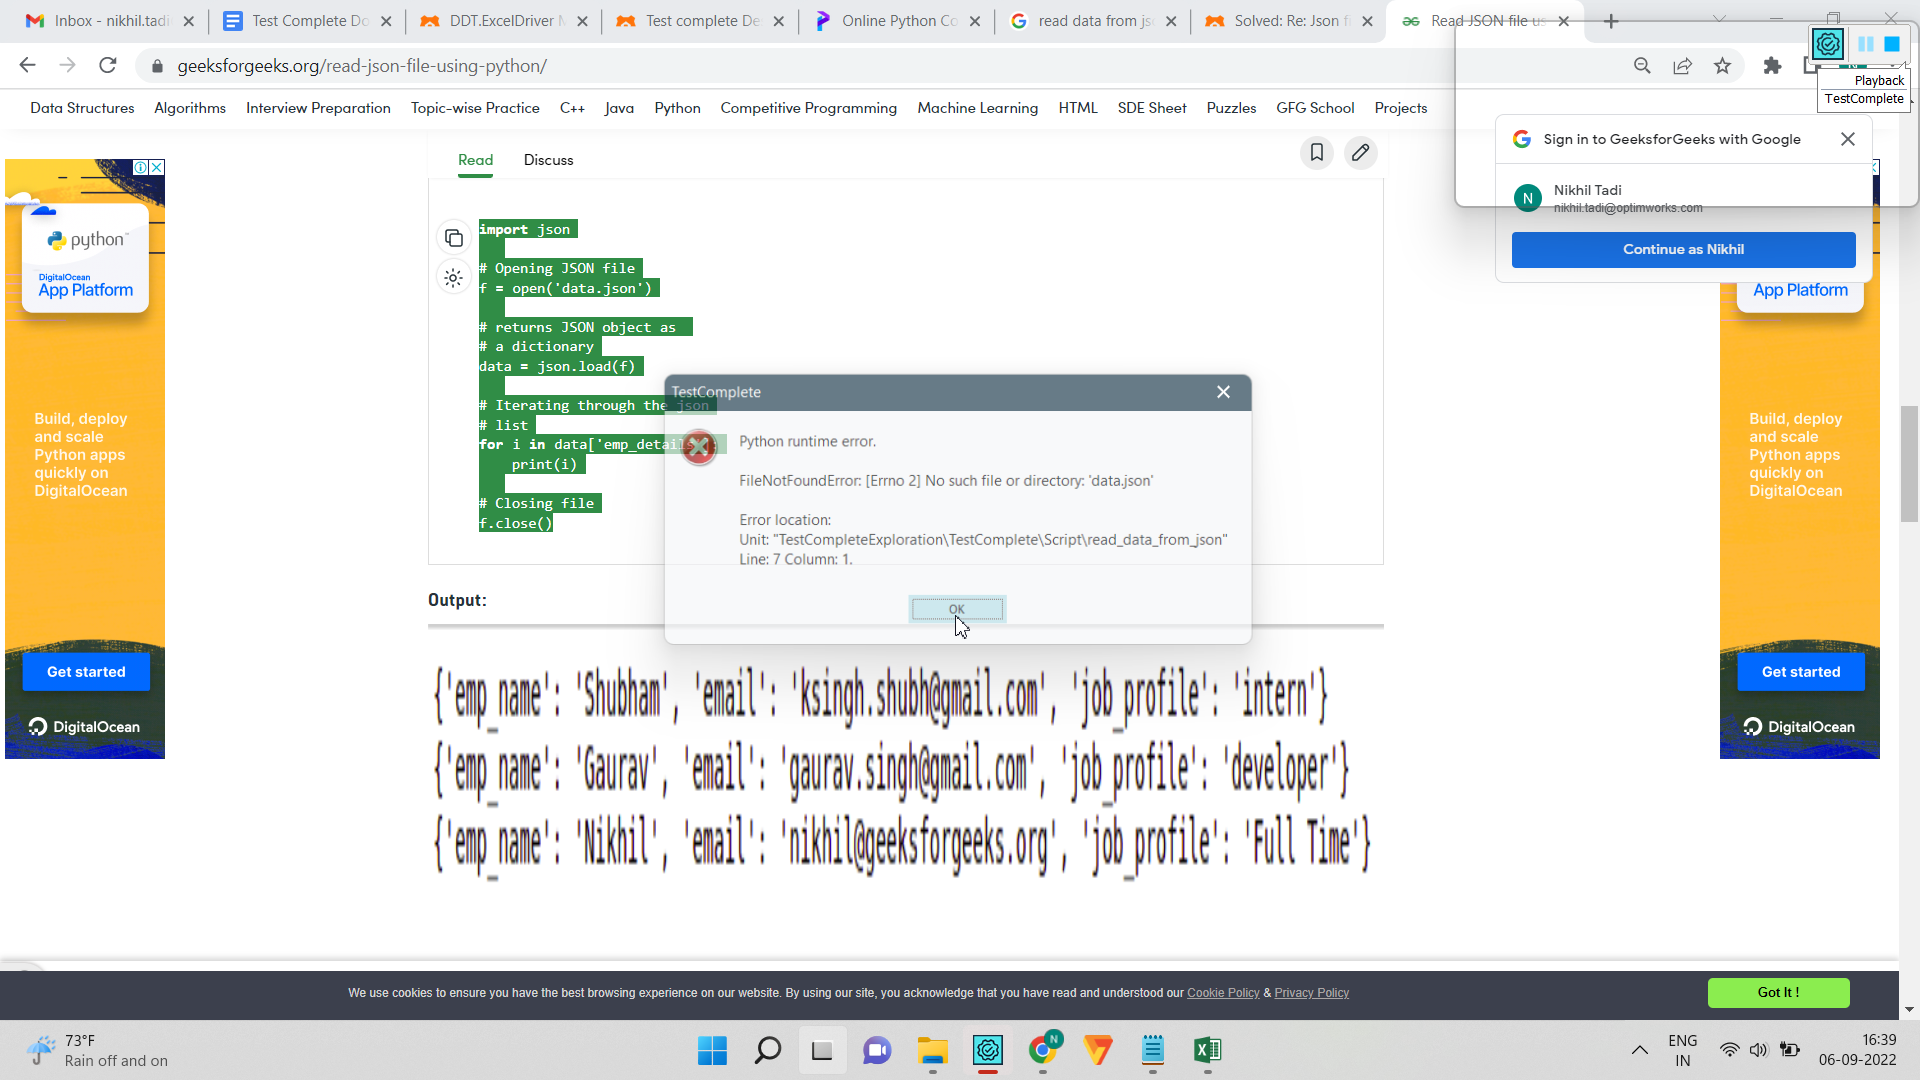 Inbox - nikhil.tadi
Test Complete Do
DDT.ExcelDriver M
Test complete De
Online Python Co
read data from js
Solved: Re: Json f
Read JSON file us
geeksforgeeks.org/read-json-file-using-python/
Playback
TestComplete
Data Structures Algorithms Interview Preparation Topic-wise Practice C++ Java Python Competitive Programming Machine Learning HTML SDE Sheet Puzzles GFG School Projects
Sign in to GeeksforGeeks with Google
N
Nikhil Tadi
nikhil.tadi@optimworks.com
Continue as Nikhil
Read Discuss
import json
# Opening JSON file
f = open('data.json')
# returns JSON object as
# a dictionary
data = json.load(f)
# Iterating through the json
# list
for i in data['emp_details
print(i)
# Closing file
f.close()
TestComplete
Python runtime error.
FileNotFoundError: [Errno 2] No such file or directory: 'data.json'
Error location:
Unit: "TestCompleteExploration\TestComplete\Script\read_data_from_json"
Line: 7 Column: 1.
OK
Output:
{'emp_name': 'Shubham', 'email': 'ksingh.shubh@gmail.com', 'job_profile': 'intern'}
{'emp_name': 'Gaurav', 'email': 'gaurav.singh@gmail.com', 'job_profile': 'developer'}
{'emp_name': 'Nikhil', 'email': 'nikhil@geeksforgeeks.org', 'job_profile': 'Full Time'}
python
DigitalOcean
App Platform
Build, deploy
and scale
Python apps
quickly on
DigitalOcean
Get started
DigitalOcean
App Platform
Build, deploy
and scale
Python apps
quickly on
DigitalOcean
Get started
DigitalOcean
We use cookies to ensure you have the best browsing experience on our website. By using our site, you acknowledge that you have read and understood our Cookie Policy & Privacy Policy
Got It !
73°F
Rain off and on
N
ENG
IN
16:39
06-09-2022